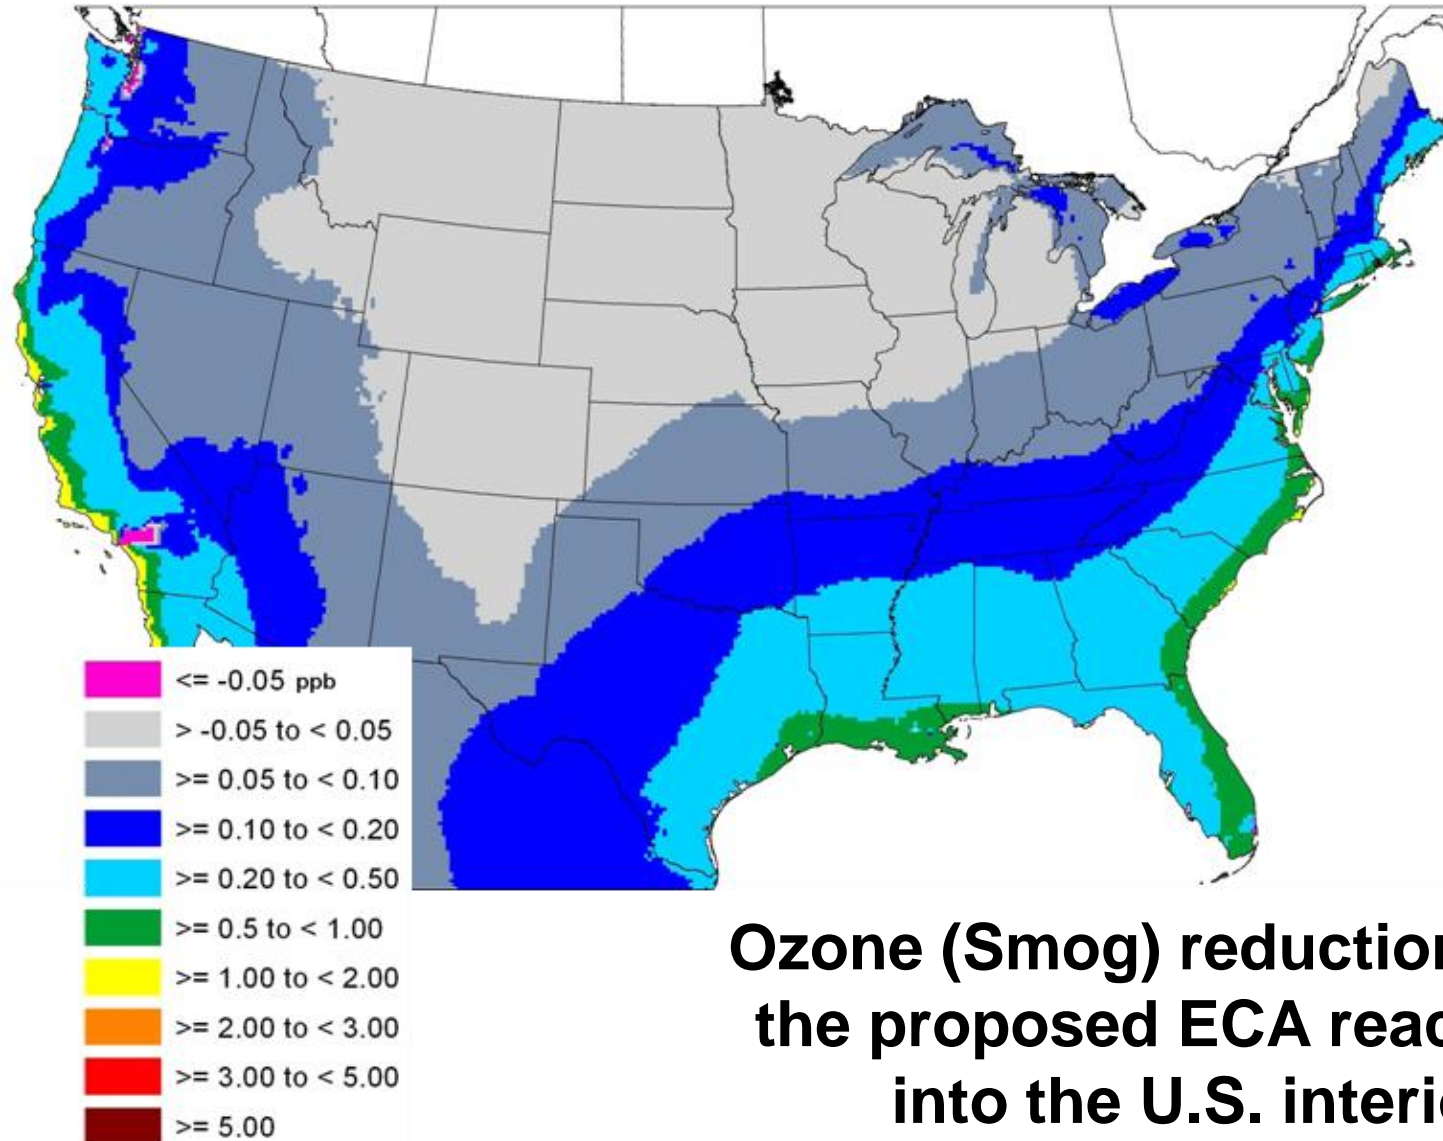 <= -0.05 ppb
> -0.05 to < 0.05
>= 0.05 to < 0.10
>= 0.10 to < 0.20
>= 0.20 to < 0.50
>= 0.5 to < 1.00
>= 1.00 to < 2.00
>= 2.00 to < 3.00
>= 3.00 to < 5.00
>= 5.00
Ozone (Smog) reduction
the proposed ECA reac
into the U.S. interi